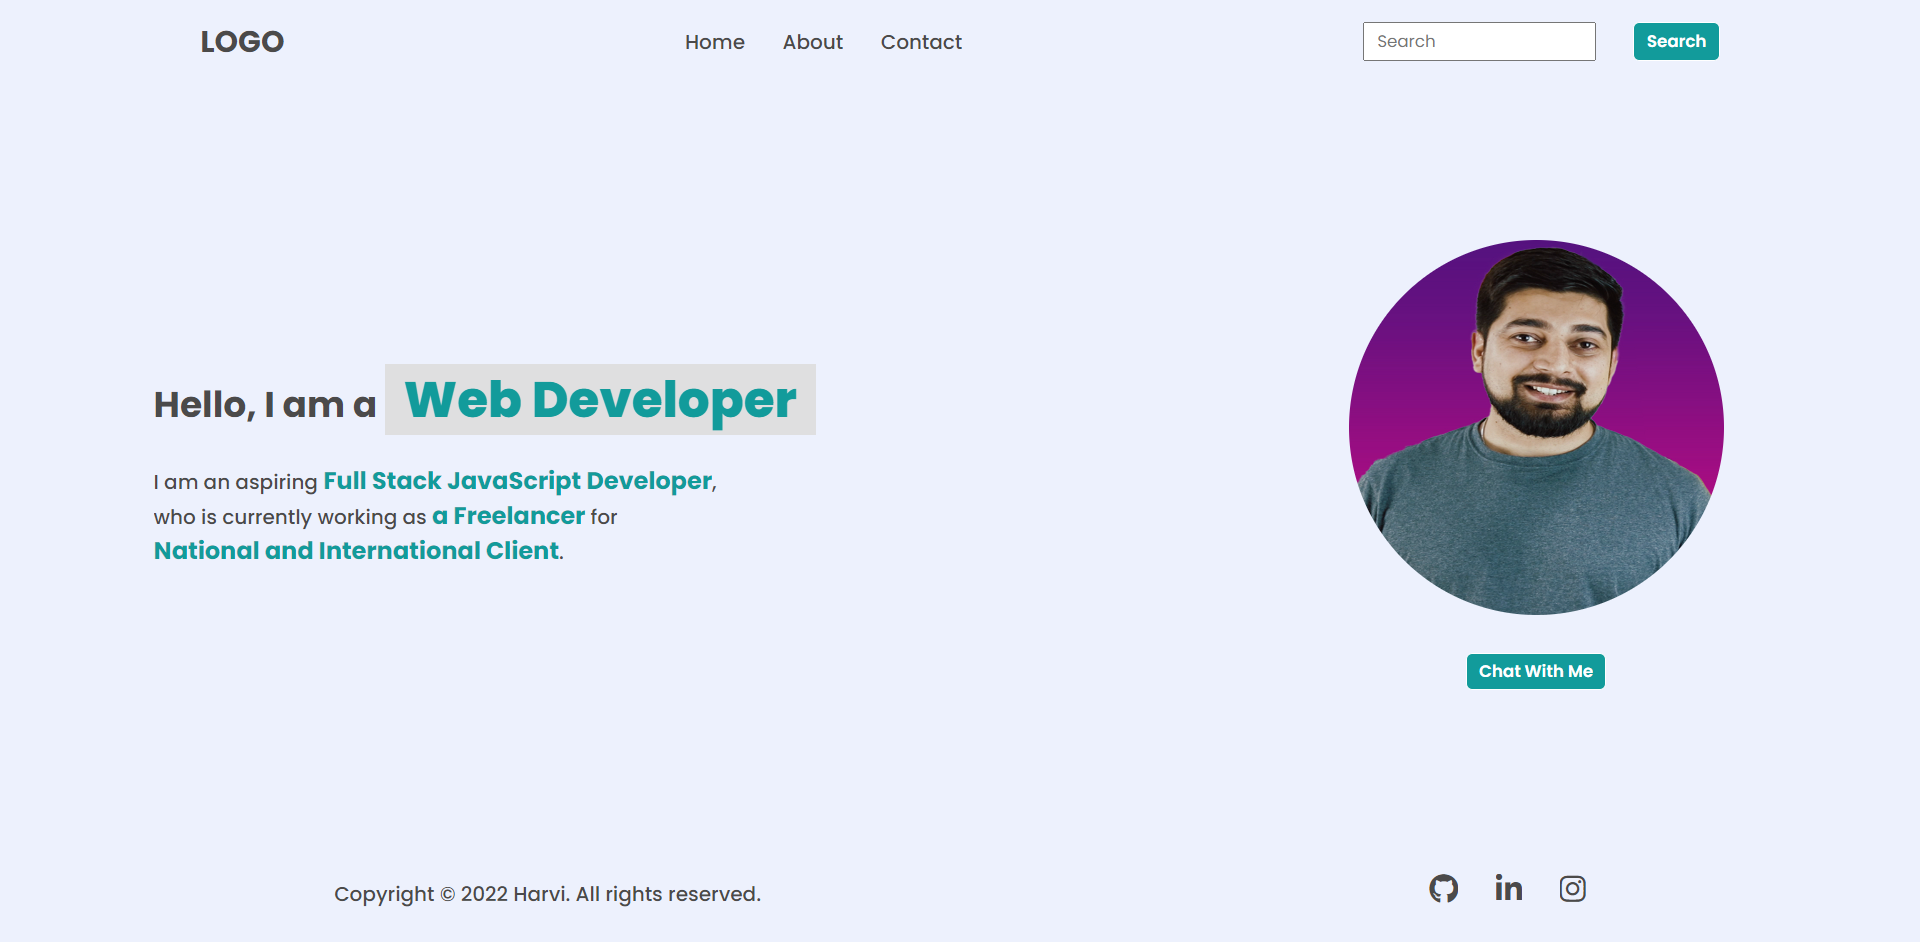 LOGO
Home
About
Contact
Search
Search
Hello, I am a Web Developer
I am an aspiring Full Stack JavaScript Developer,
who is currently working as a Freelancer for
National and International Client.
Chat With Me
Copyright © 2022 Harvi. All rights reserved.
in